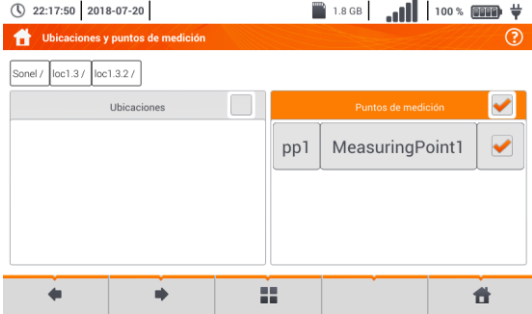 22:17:50 2018-07-20 1.8 GB 100 %
Ubicaciones y puntos de medición ?
Sonel / loc1.3 / loc1.3.2 /
Ubicaciones Puntos de medición
pp1 MeasuringPoint1